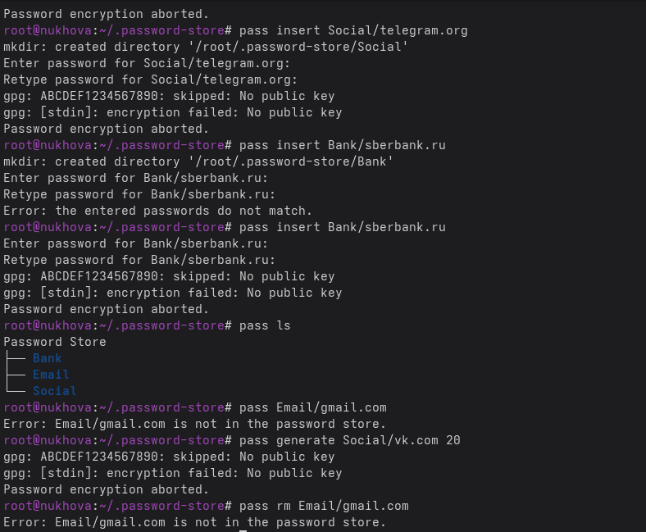 Password encryption aborted.
root@nukhova:~/.password-store# pass insert Social/telegram.org
mkdir: created directory '/root/.password-store/Social'
Enter password for Social/telegram.org:
Retype password for Social/telegram.org:
gpg: ABCDEF1234567890: skipped: No public key
gpg: [stdin]: encryption failed: No public key
Password encryption aborted.
root@nukhova:~/.password-store# pass insert Bank/sberbank.ru
mkdir: created directory '/root/.password-store/Bank'
Enter password for Bank/sberbank.ru:
Retype password for Bank/sberbank.ru:
Error: the entered passwords do not match.
root@nukhova:~/.password-store# pass insert Bank/sberbank.ru
Enter password for Bank/sberbank.ru:
Retype password for Bank/sberbank.ru:
gpg: ABCDEF1234567890: skipped: No public key
gpg: [stdin]: encryption failed: No public key
Password encryption aborted.
root@nukhova:~/.password-store# pass ls
Password Store
├── Bank
├── Email
└── Social
root@nukhova:~/.password-store# pass Email/gmail.com
Error: Email/gmail.com is not in the password store.
root@nukhova:~/.password-store# pass generate Social/vk.com 20
gpg: ABCDEF1234567890: skipped: No public key
gpg: [stdin]: encryption failed: No public key
Password encryption aborted.
root@nukhova:~/.password-store# pass rm Email/gmail.com
Error: Email/gmail.com is not in the password store.